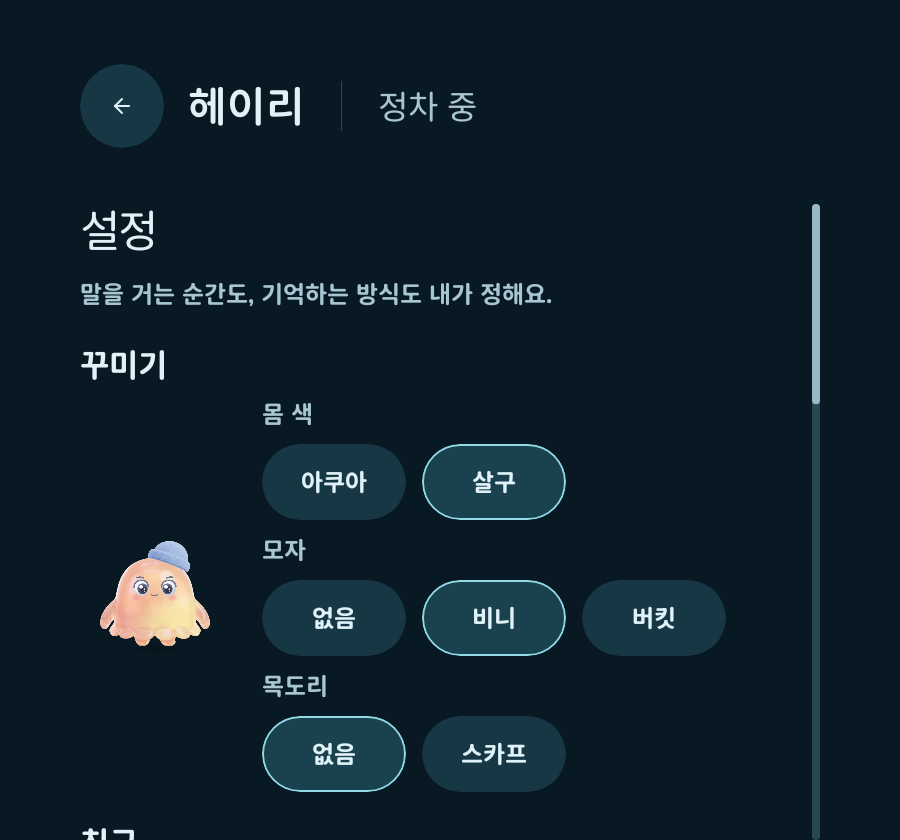 헤이리
정차 중
설정
말을 거는 순간도, 기억하는 방식도 내가 정해요.
꾸미기
몸 색
아쿠아 살구
모자
없음 비니 버킷
목도리
없음 스카프